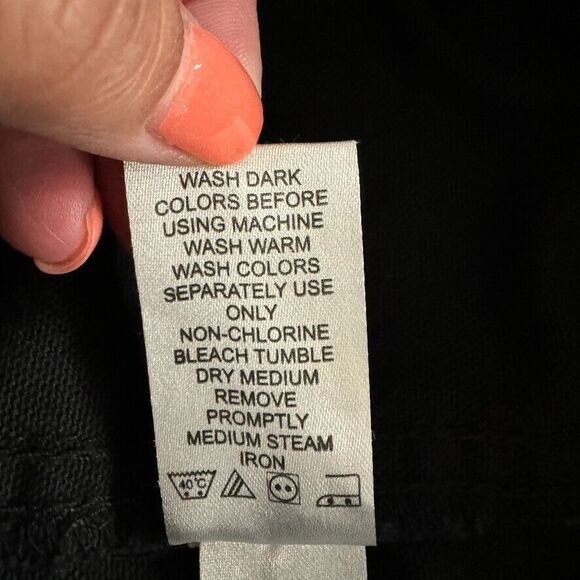 WASH DARK
COLORS BEFORE
USING MACHINE
WASH WARM
WASH COLORS
SEPARATELY USE
ONLY
NON-CHLORINE
BLEACH TUMBLE
DRY MEDIUM
REMOVE
PROMPTLY
MEDIUM STEAM
IRON
40°C